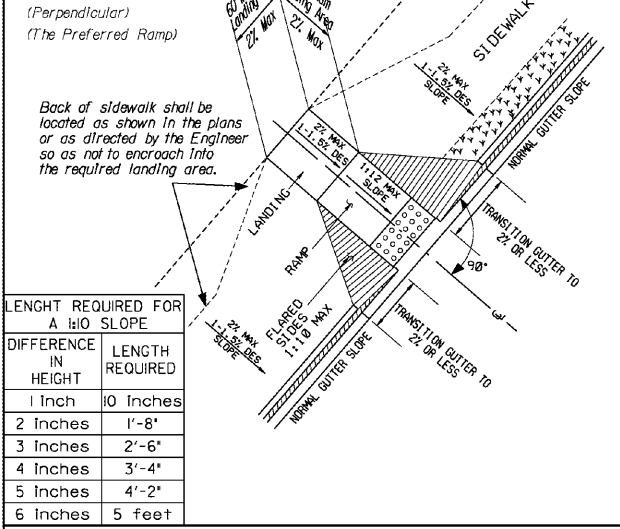 (Perpendicular)
(The Preferred Ramp)
Landing
2% Max
Area
2% Max
SIDEWALK
2% MAX
1-1.5% DES
SLOPE
Back of sidewalk shall be
located as shown in the plans
or as directed by the Engineer
so as not to encroach into
the required landing area.
2% MAX
1-1.5% DES
1:12 MAX
SLOPE
NORMAL GUTTER SLOPE
LANDING
RAMP
TRANSITION GUTTER TO
2% OR LESS
90°
FLARED
SIDES
1:10 MAX
2% MAX
1-1.5% DES
SLOPE
TRANSITION GUTTER TO
2% OR LESS
NORMAL GUTTER SLOPE
LENGHT REQUIRED FOR
A 1:10 SLOPE
DIFFERENCE
IN
HEIGHT
LENGTH
REQUIRED
1 Inch 10 Inches
2 Inches 1'-8"
3 Inches 2'-6"
4 Inches 3'-4"
5 Inches 4'-2"
6 Inches 5 feet